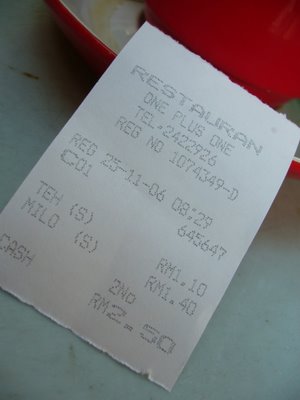 RESTAURAN
ONE PLUS ONE
TEL:2422926
REG NO 1074349-D
REG 25-11-06 08:29
C01 645647
TEH (S) RM1.10
MILO (S) RM1.40
2No
CASH RM2.50